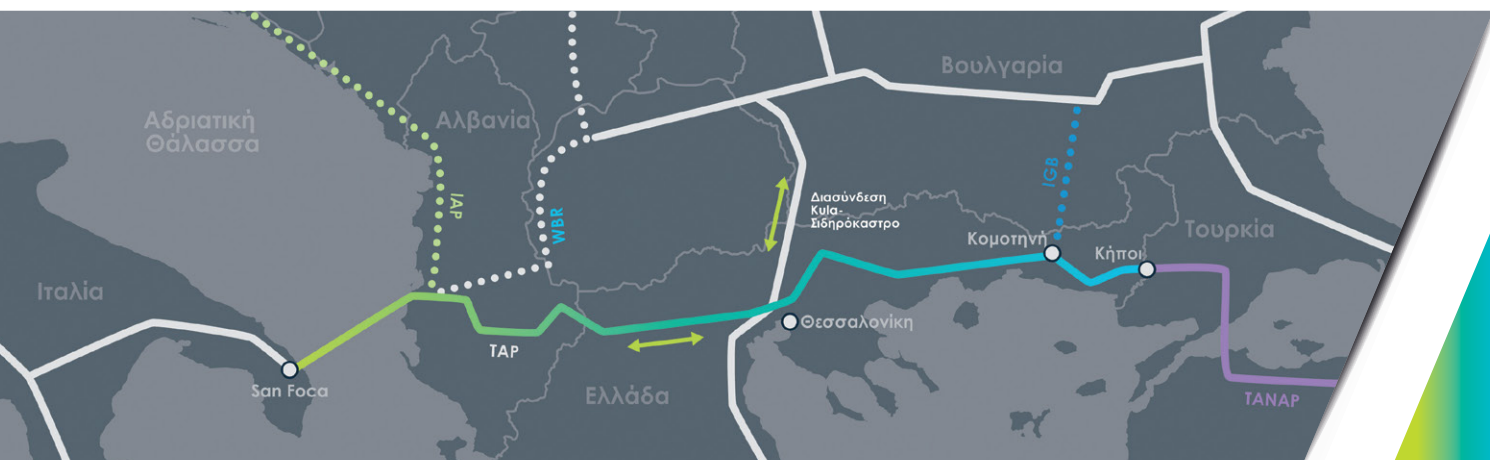 Βουλγαρία
Αδριατική
Θάλασσα
Αλβανία
IAP
WBR
IGB
Διασύνδεση
Kula-
Σιδηρόκαστρο
Κομοτηνή
Κήποι
Τουρκία
Ιταλία
Θεσσαλονίκη
TAP
San Foca
Ελλάδα
TANAP